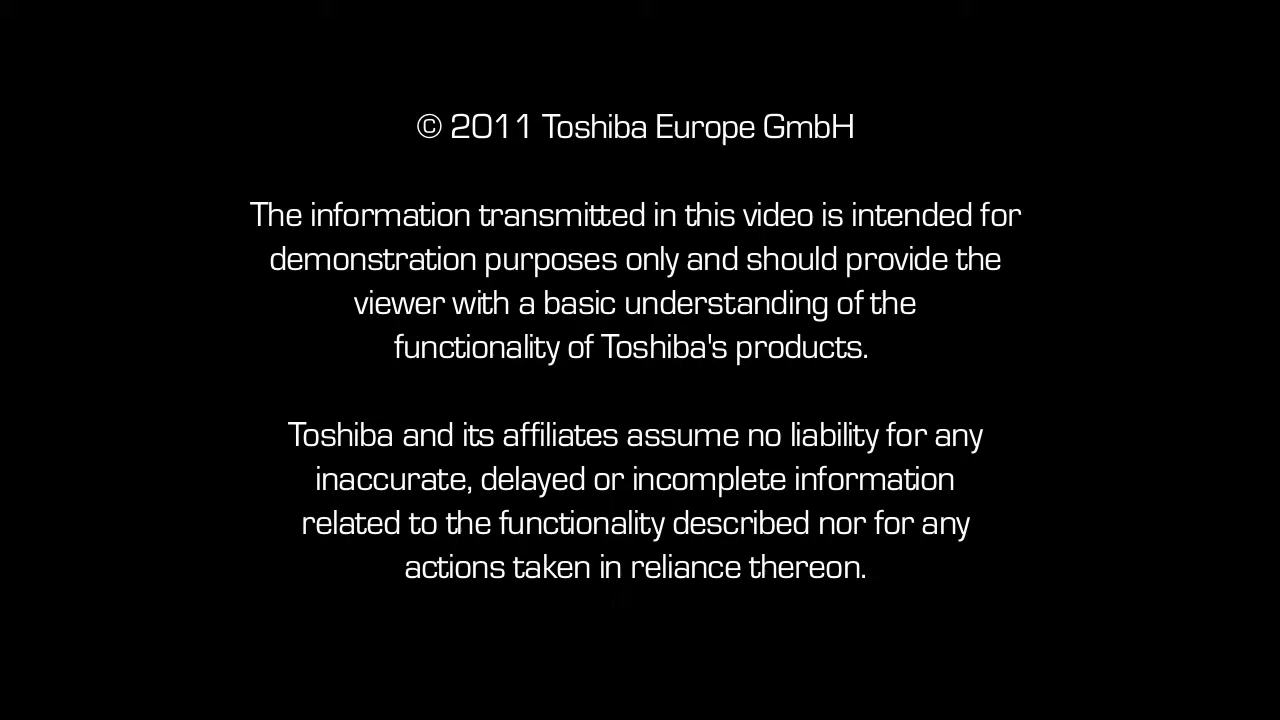 © 2011 Toshiba Europe GmbH
The information transmitted in this video is intended for
demonstration purposes only and should provide the
viewer with a basic understanding of the
functionality of Toshiba's products.
Toshiba and its affiliates assume no liability for any
inaccurate, delayed or incomplete information
related to the functionality described nor for any
actions taken in reliance thereon.